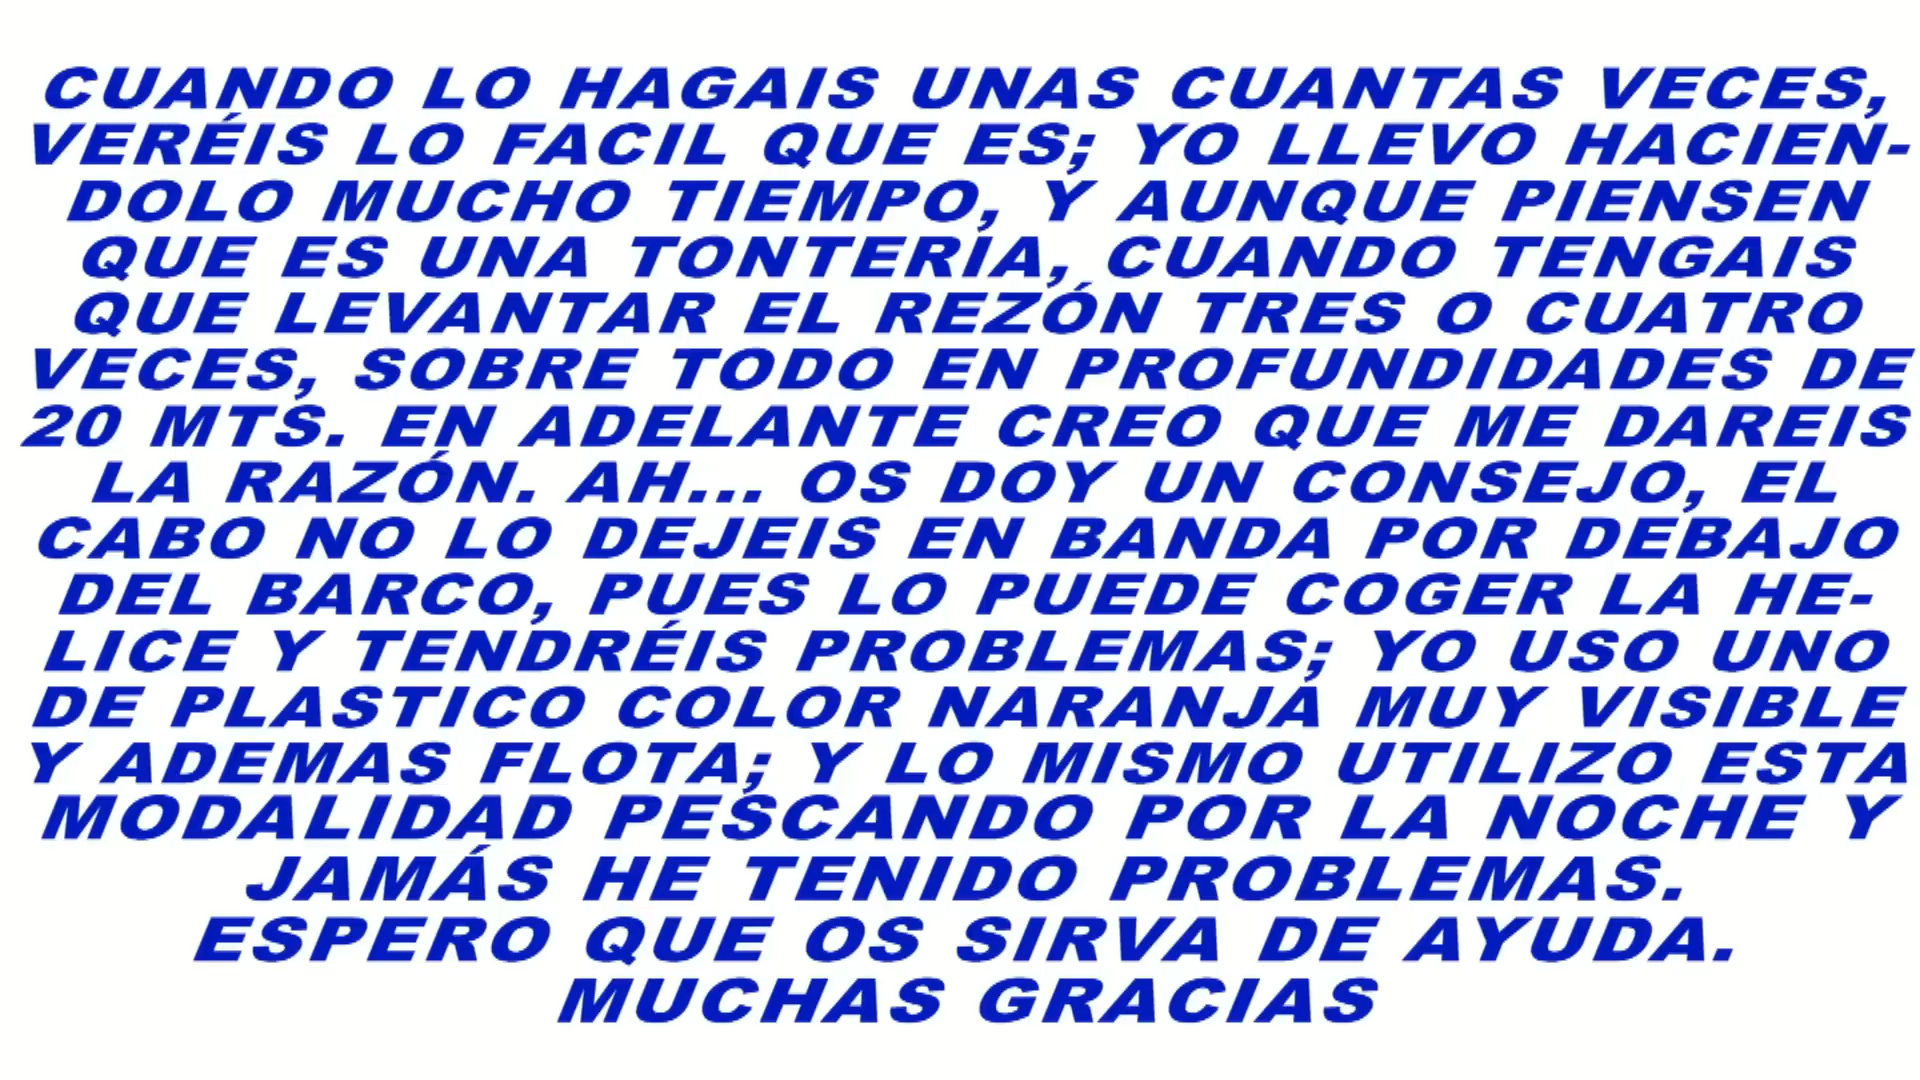 CUANDO LO HAGAIS UNAS CUANTAS VECES,
VERÉIS LO FACIL QUE ES; YO LLEVO HACIEN-
DOLO MUCHO TIEMPO, Y AUNQUE PIENSEN
QUE ES UNA TONTERÍA, CUANDO TENGAIS
QUE LEVANTAR EL REZÓN TRES O CUATRO
VECES, SOBRE TODO EN PROFUNDIDADES DE
20 MTS. EN ADELANTE CREO QUE ME DAREIS
LA RAZÓN. AH... OS DOY UN CONSEJO, EL
CABO NO LO DEJEIS EN BANDA POR DEBAJO
DEL BARCO, PUES LO PUEDE COGER LA HE-
LICE Y TENDRÉIS PROBLEMAS; YO USO UNO
DE PLASTICO COLOR NARANJA MUY VISIBLE
Y ADEMAS FLOTA; Y LO MISMO UTILIZO ESTA
MODALIDAD PESCANDO POR LA NOCHE Y
JAMÁS HE TENIDO PROBLEMAS.
ESPERO QUE OS SIRVA DE AYUDA.
MUCHAS GRACIAS